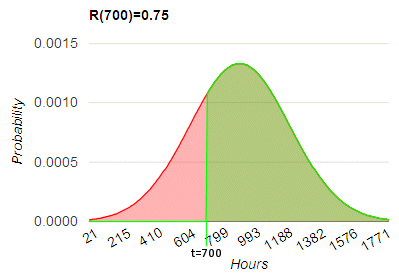 R(700)=0.75
0.0015
0.0010
0.0005
0.0000
Probability
21 215 410 604 799 993 1188 1382 1576 1771
t=700
Hours